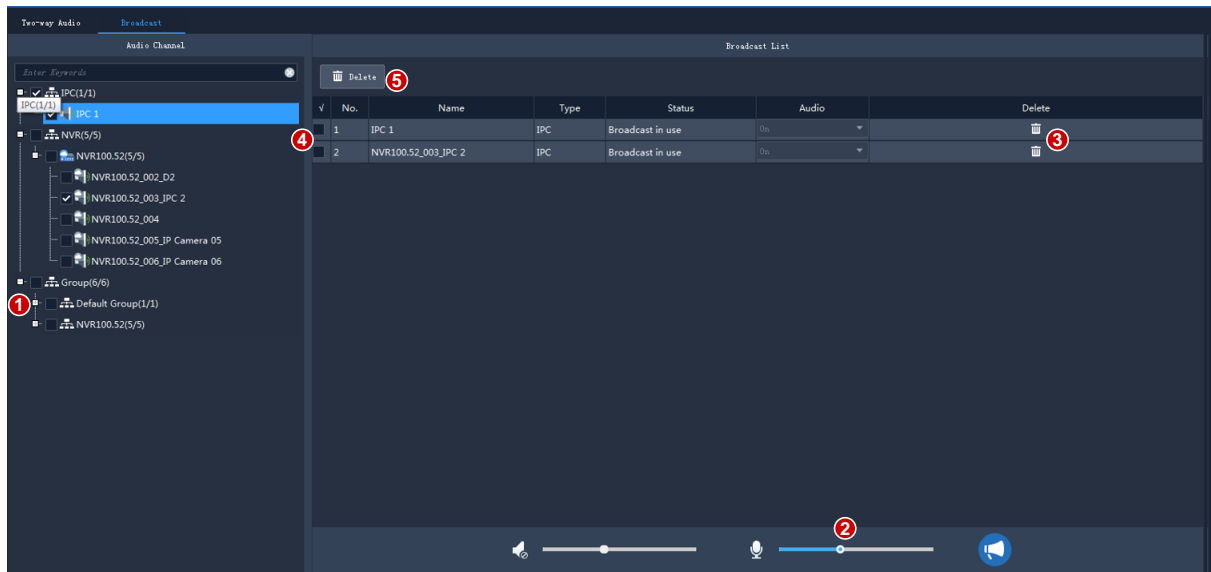 Two-way Audio Broadcast
Audio Channel
Broadcast List
Enter Keywords
Delete
5
IPC(1/1)
IPC(1/1)
IPC 1
√ No. Name Type Status Audio Delete
4
1 IPC 1 IPC Broadcast in use On
3
2 NVR100.52_003_IPC 2 IPC Broadcast in use On
NVR(5/5)
NVR100.52(5/5)
NVR100.52_002_D2
NVR100.52_003_IPC 2
NVR100.52_004
NVR100.52_005_IP Camera 05
NVR100.52_006_IP Camera 06
Group(6/6)
1
Default Group(1/1)
NVR100.52(5/5)
2